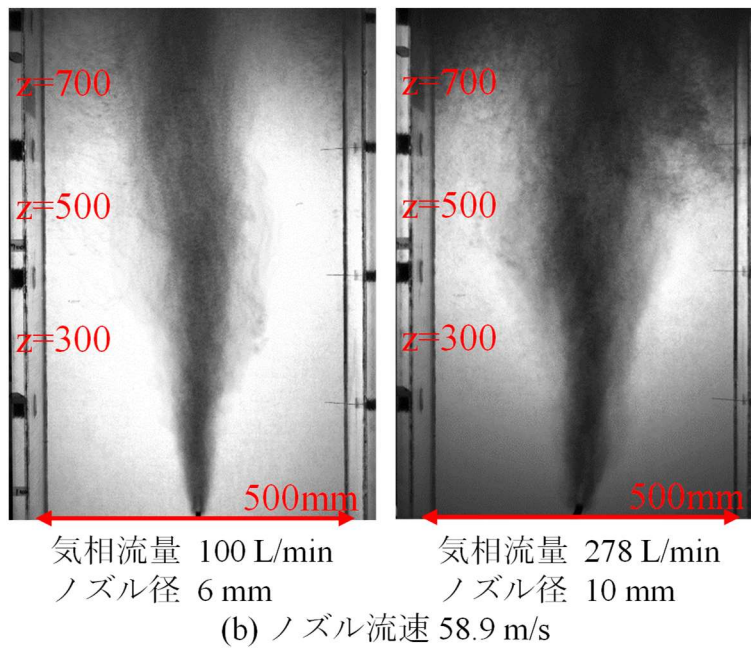 z=700
z=500
z=300
500mm
z=700
z=500
z=300
500mm
気相流量 100 L/min
ノズル径 6 mm
気相流量 278 L/min
ノズル径 10 mm
(b) ノズル流速 58.9 m/s